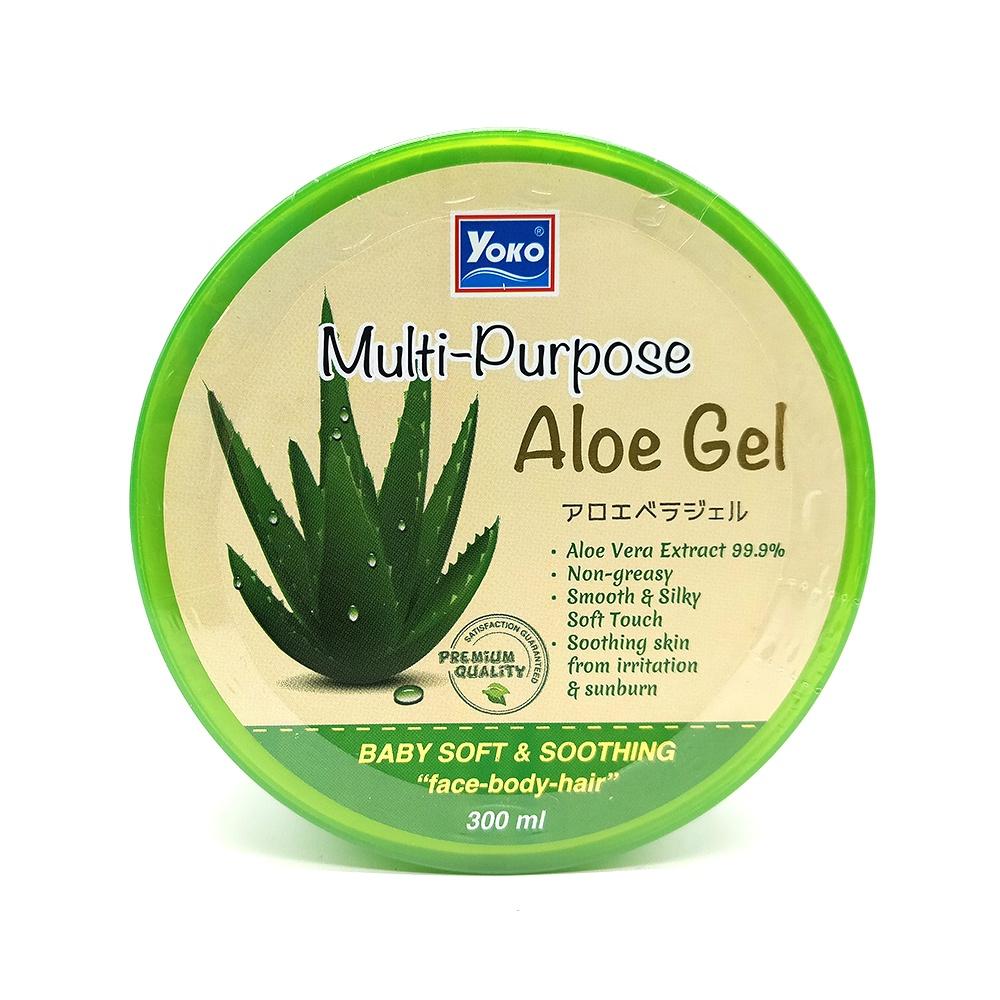 YOKO®
Multi-Purpose
Aloe Gel
アロエベラジェル
• Aloe Vera Extract 99.9%
• Non-greasy
• Smooth & Silky
Soft Touch
• Soothing skin
from irritation
& sunburn
SATISFACTION GUARANTEED
PREMIUM
QUALITY
BABY SOFT & SOOTHING
“face-body-hair”
300 ml